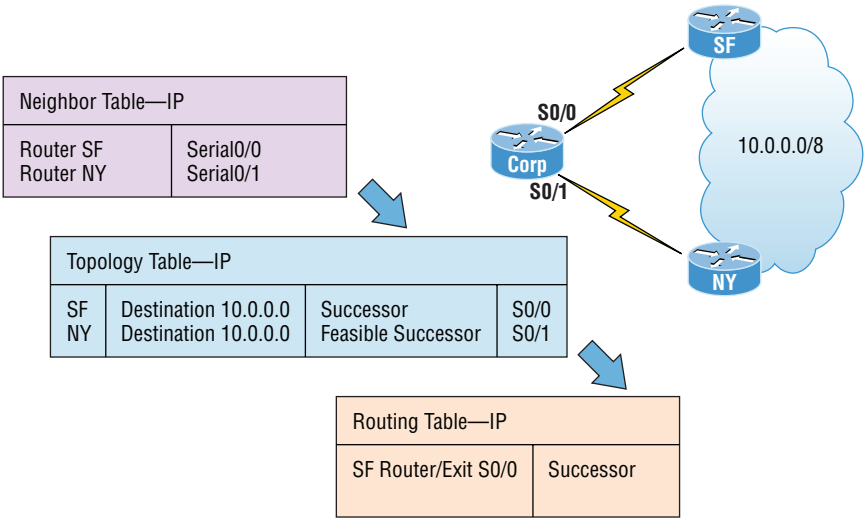 SF
Neighbor Table—IP
S0/0
10.0.0.0/8
Router SF Serial0/0
Router NY Serial0/1
Corp
S0/1
Topology Table—IP
NY
SF Destination 10.0.0.0 Successor S0/0
NY Destination 10.0.0.0 Feasible Successor S0/1
Routing Table—IP
SF Router/Exit S0/0 Successor